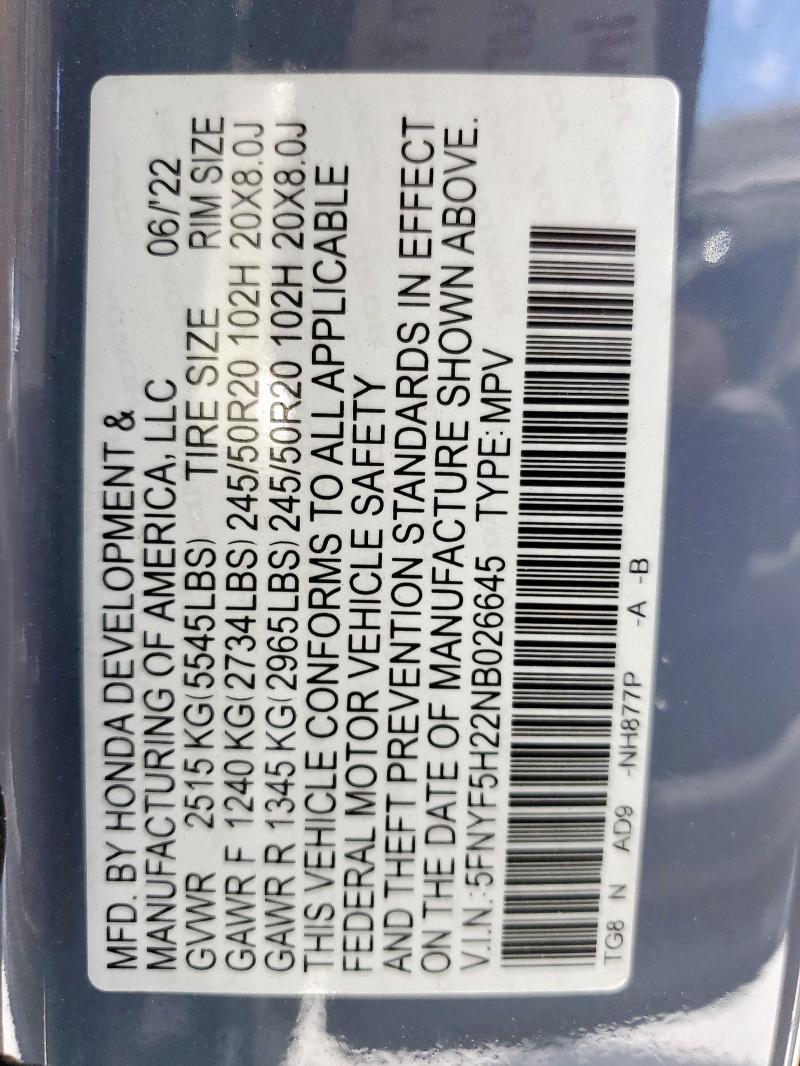 MFD. BY HONDA DEVELOPMENT &
MANUFACTURING OF AMERICA, LLC 06/'22
GVWR 2515 KG(5545LBS) TIRE SIZE RIM SIZE
GAWR F 1240 KG(2734LBS) 245/50R20 102H 20X8.0J
GAWR R 1345 KG(2965LBS) 245/50R20 102H 20X8.0J
THIS VEHICLE CONFORMS TO ALL APPLICABLE
FEDERAL MOTOR VEHICLE SAFETY
AND THEFT PREVENTION STANDARDS IN EFFECT
ON THE DATE OF MANUFACTURE SHOWN ABOVE.
V.I.N.:5FNYF5H22NB026645 TYPE:MPV
TG8 N AD9 -NH877P -A -B